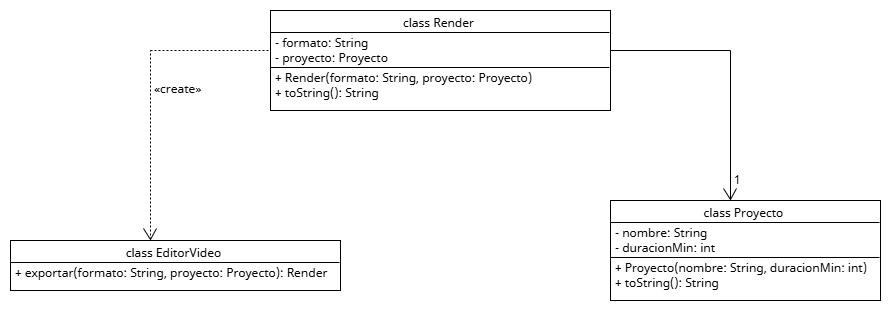 class Render
- formato: String
- proyecto: Proyecto
+ Render(formato: String, proyecto: Proyecto)
+ toString(): String
«create»
1
class Proyecto
- nombre: String
- duracionMin: int
+ Proyecto(nombre: String, duracionMin: int)
+ toString(): String
class EditorVideo
+ exportar(formato: String, proyecto: Proyecto): Render